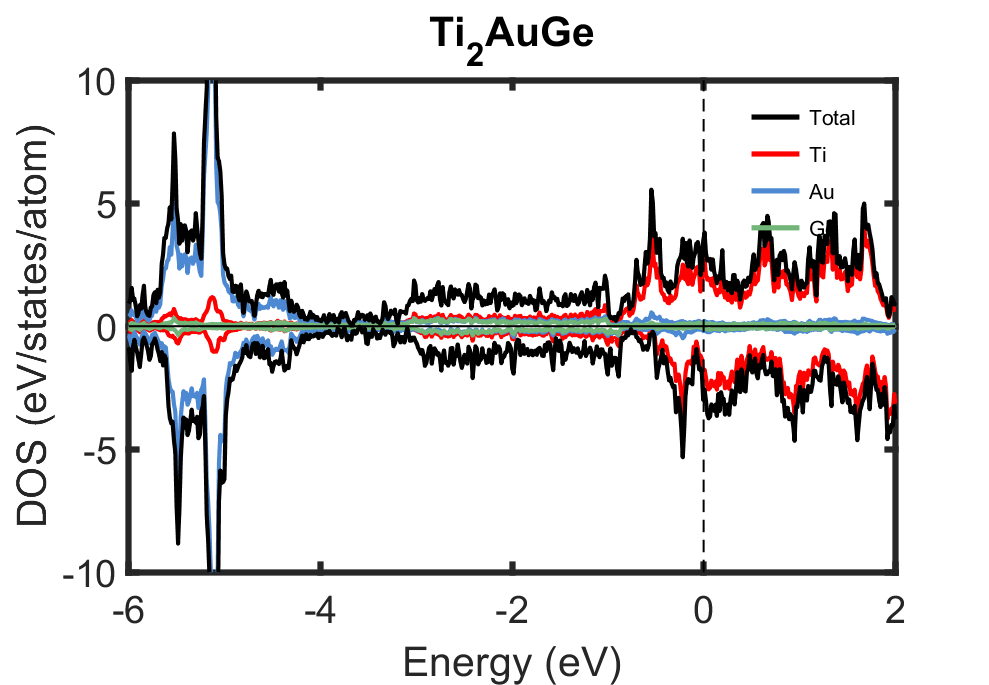 Ti2AuGe
10
5
0
-5
-10
DOS (eV/states/atom)
Total
Ti
Au
-6
-4
-2
0
2
Energy (eV)